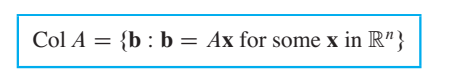 Col A = {b : b = Ax for some x in ℝⁿ}